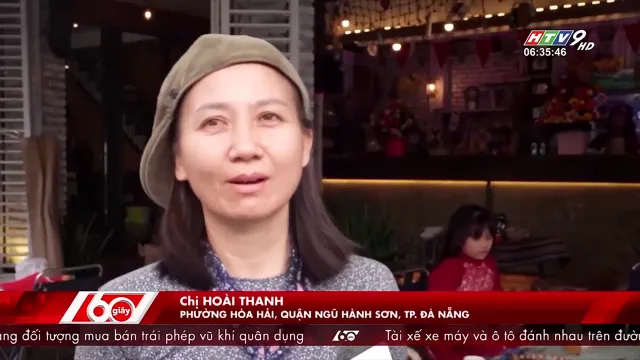 HTV9 HD
06:35:46
60 giây
Chị HOÀI THANH
PHƯỜNG HÒA HẢI, QUẬN NGŨ HÀNH SƠN, TP. ĐÀ NẴNG
ang đối tượng mua bán trái phép vũ khí quân dụng 60 Tài xế xe máy và ô tô đánh nhau trên đườ